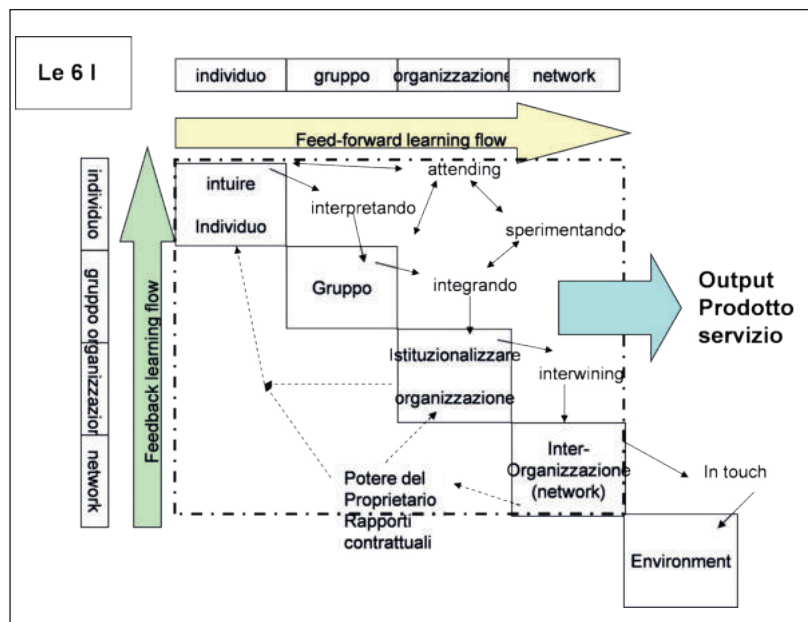 Le 6 I
individuo
gruppo
organizzazione
network
Feed-forward learning flow
individuo
gruppo
organizzazior
network
Feedback learning flow
intuire
Individuo
attending
interpretando
sperimentando
Gruppo
integrando
Output
Prodotto
servizio
Istituzionalizzare
organizzazione
interwining
Inter-
Organizzazione
(network)
Potere del
Proprietario
Rapporti
contrattuali
In touch
Environment